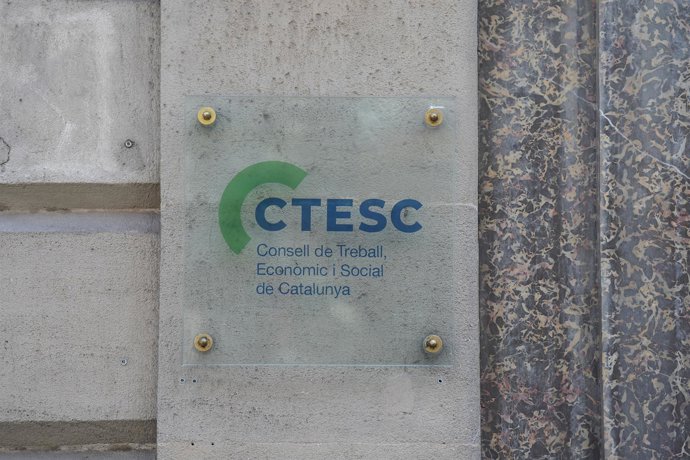 CTESC
Consell de Treball,
Econòmic i Social
de Catalunya